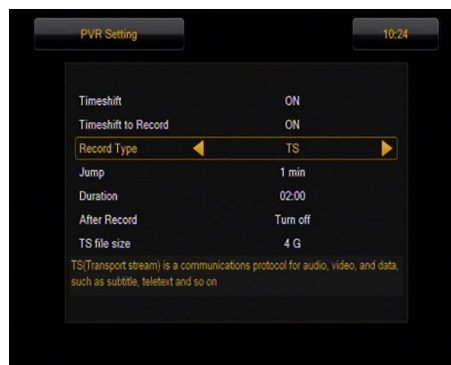 PVR Setting 10:24
Timeshift ON
Timeshift to Record ON
Record Type TS
Jump 1 min
Duration 02:00
After Record Turn off
TS file size 4 G
TS(Transport stream) is a communications protocol for audio, video, and data,
such as subtitle, teletext and so on